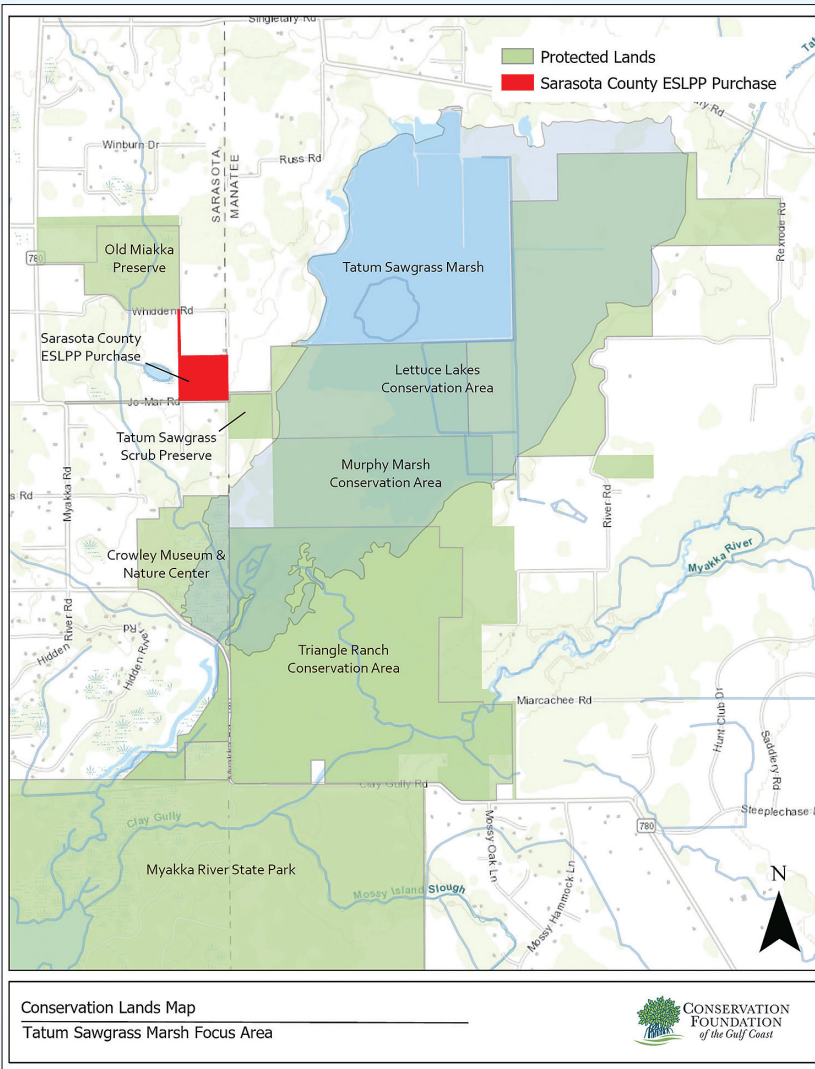 Singletary Rd
Protected Lands
Sarasota County ESLPP Purchase
Winburn Dr
Russ Rd
SARASOTA
MANATEE
Rexrode Rd
780
Old Miakka
Preserve
Tatum Sawgrass Marsh
Whidden Rd
Sarasota County
ESLPP Purchase
Lettuce Lakes
Conservation Area
Jo-Mar Rd
Tatum Sawgrass
Scrub Preserve
Murphy Marsh
Conservation Area
Myakka Rd
s Rd
River Rd
Myakka River
Crowley Museum &
Nature Center
Hidden River Rd
Hidden River
Rd
Triangle Ranch
Conservation Area
Miarcachee Rd
Hunt Club Dr
Saddlery Rd
Clay Gully Rd
Steeplechase
780
Clay Gully
Mossy Oak Ln
Mossy Hammock Ln
Myakka River State Park
Mossy Island Slough
N
Conservation Lands Map
Tatum Sawgrass Marsh Focus Area
CONSERVATION
FOUNDATION
of the Gulf Coast